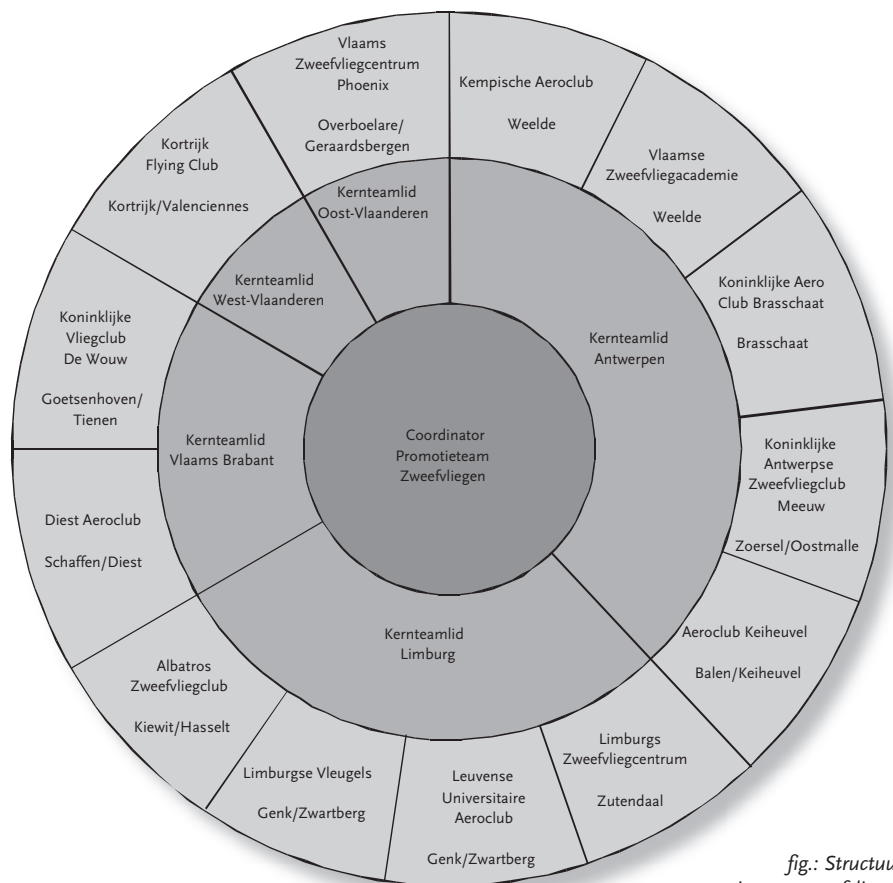 Vlaams
Zweefvliegcentrum
Phoenix
Overboelare/
Geraardsbergen
Kempische Aeroclub
Weelde
Vlaamse
Zweefvliegacademie
Weelde
Koninklijke Aero
Club Brasschaat
Brasschaat
Koninklijke
Antwerpse
Zweefvliegclub
Meeuw
Zoersel/Oostmalle
Aeroclub Keiheuvel
Balen/Keiheuvel
Limburgs
Zweefvliegcentrum
Zutendaal
Leuvense
Universitaire
Aeroclub
Genk/Zwartberg
Limburgse Vleugels
Genk/Zwartberg
Albatros
Zweefvliegclub
Kiewit/Hasselt
Diest Aeroclub
Schaffen/Diest
Koninklijke
Vliegclub
De Wouw
Goetsenhoven/
Tienen
Kortrijk
Flying Club
Kortrijk/Valenciennes
Kernteamlid
Oost-Vlaanderen
Kernteamlid
West-Vlaanderen
Kernteamlid
Antwerpen
Kernteamlid
Vlaams Brabant
Kernteamlid
Limburg
Coordinator
Promotieteam
Zweefvliegen
fig.: